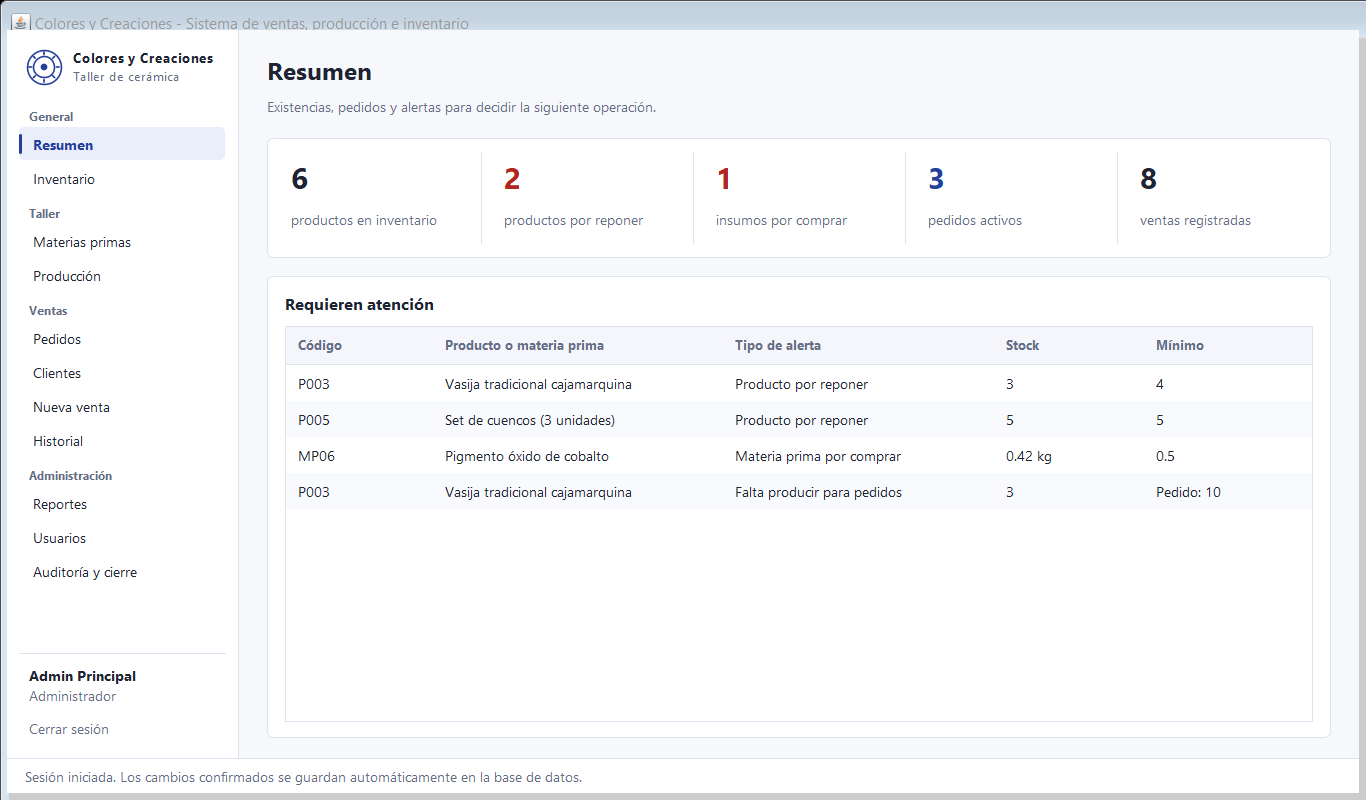 Colores y Creaciones - Sistema de ventas, producción e inventario
Colores y Creaciones
Taller de cerámica
General
Resumen
Inventario
Taller
Materias primas
Producción
Ventas
Pedidos
Clientes
Nueva venta
Historial
Administración
Reportes
Usuarios
Auditoría y cierre
Admin Principal
Administrador
Cerrar sesión
Resumen
Existencias, pedidos y alertas para decidir la siguiente operación.
6 2 1 3 8
productos en inventario productos por reponer insumos por comprar pedidos activos ventas registradas
Requieren atención
Código Producto o materia prima Tipo de alerta Stock Mínimo
P003 Vasija tradicional cajamarquina Producto por reponer 3 4
P005 Set de cuencos (3 unidades) Producto por reponer 5 5
MP06 Pigmento óxido de cobalto Materia prima por comprar 0.42 kg 0.5
P003 Vasija tradicional cajamarquina Falta producir para pedidos 3 Pedido: 10
Sesión iniciada. Los cambios confirmados se guardan automáticamente en la base de datos.